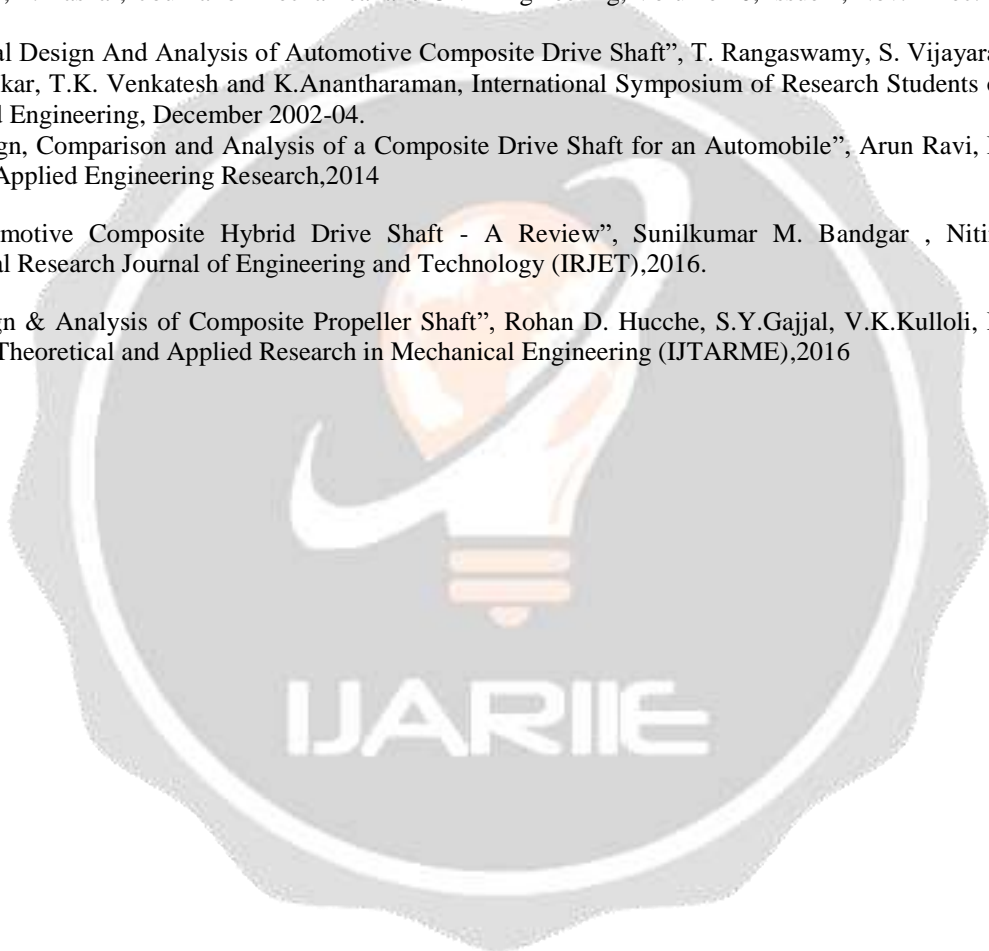 al Design And Analysis of Automotive Composite Drive Shaft”, T. Rangaswamy, S. Vijayara
kar, T.K. Venkatesh and K.Anantharaman, International Symposium of Research Students
d Engineering, December 2002-04.
gn, Comparison and Analysis of a Composite Drive Shaft for an Automobile”, Arun Ravi,
Applied Engineering Research,2014
motive Composite Hybrid Drive Shaft - A Review”, Sunilkumar M. Bandgar , Niti
al Research Journal of Engineering and Technology (IRJET),2016.
gn & Analysis of Composite Propeller Shaft”, Rohan D. Hucche, S.Y.Gajjal, V.K.Kulloli,
Theoretical and Applied Research in Mechanical Engineering (IJTARME),2016
IJARIIE